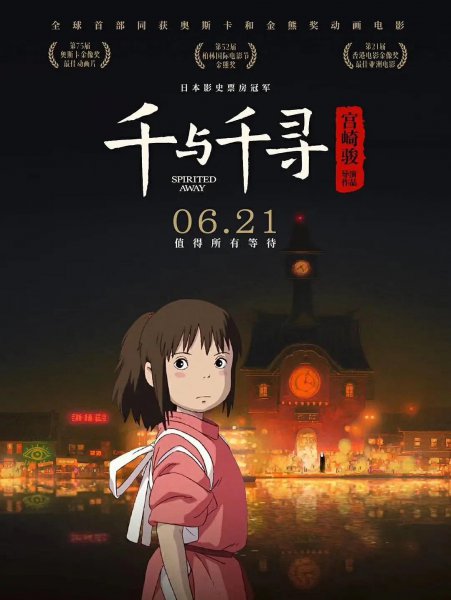 全球首部同获奥斯卡和金熊奖动画电影
第75届
奥斯卡金像奖
最佳动画片
第52届
柏林国际电影节
金熊奖
第21届
香港电影金像奖
最佳亚洲电影
日本影史票房冠军
千与千寻
SPIRITED
AWAY
宫崎骏
导演
作品
06.21
值得所有等待